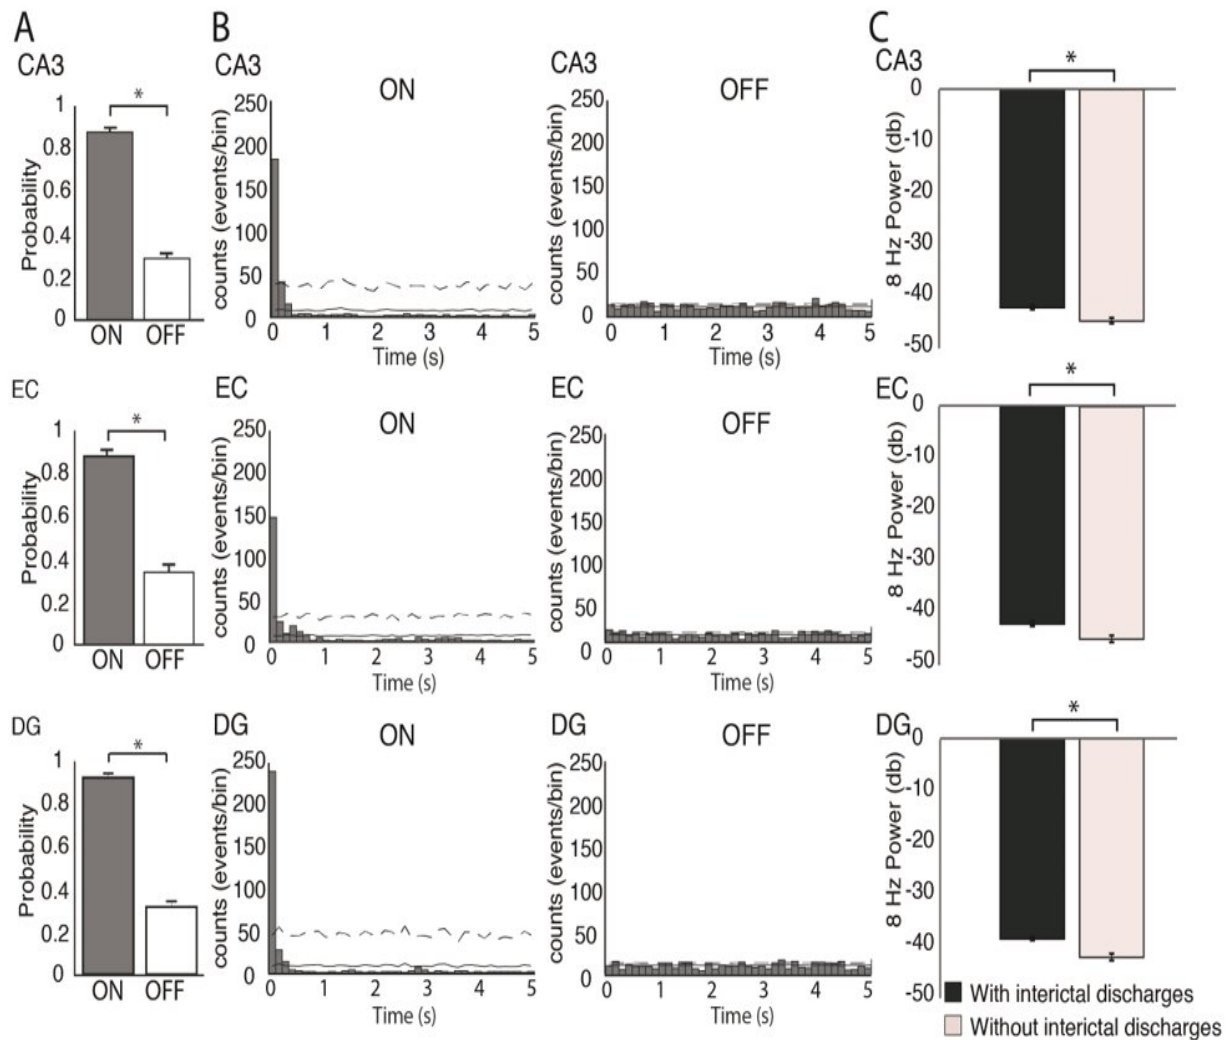 A B C
CA3 CA3 ON CA3 OFF CA3
*
*
Probability
1
0.8
0.6
0.4
0.2
0
ON OFF
counts (events/bin)
250
200
150
100
50
0
0 1 2 3 4 5
Time (s)
counts (events/bin)
250
200
150
100
50
0
0 1 2 3 4 5
Time (s)
8 Hz Power (db)
0
-10
-20
-30
-40
-50
EC EC ON EC OFF EC
*
*
Probability
1
0.8
0.6
0.4
0.2
0
ON OFF
counts (events/bin)
250
200
150
100
50
0
0 1 2 3 4 5
Time (s)
counts (events/bin)
250
200
150
100
50
0
0 1 2 3 4 5
Time (s)
8 Hz Power (db)
0
-10
-20
-30
-40
-50
DG DG ON DG OFF DG
*
*
Probability
1
0.8
0.6
0.4
0.2
0
ON OFF
counts (events/bin)
250
200
150
100
50
0
0 1 2 3 4 5
Time (s)
counts (events/bin)
250
200
150
100
50
0
0 1 2 3 4 5
Time (s)
8 Hz Power (db)
0
-10
-20
-30
-40
-50
With interictal discharges
Without interictal discharges